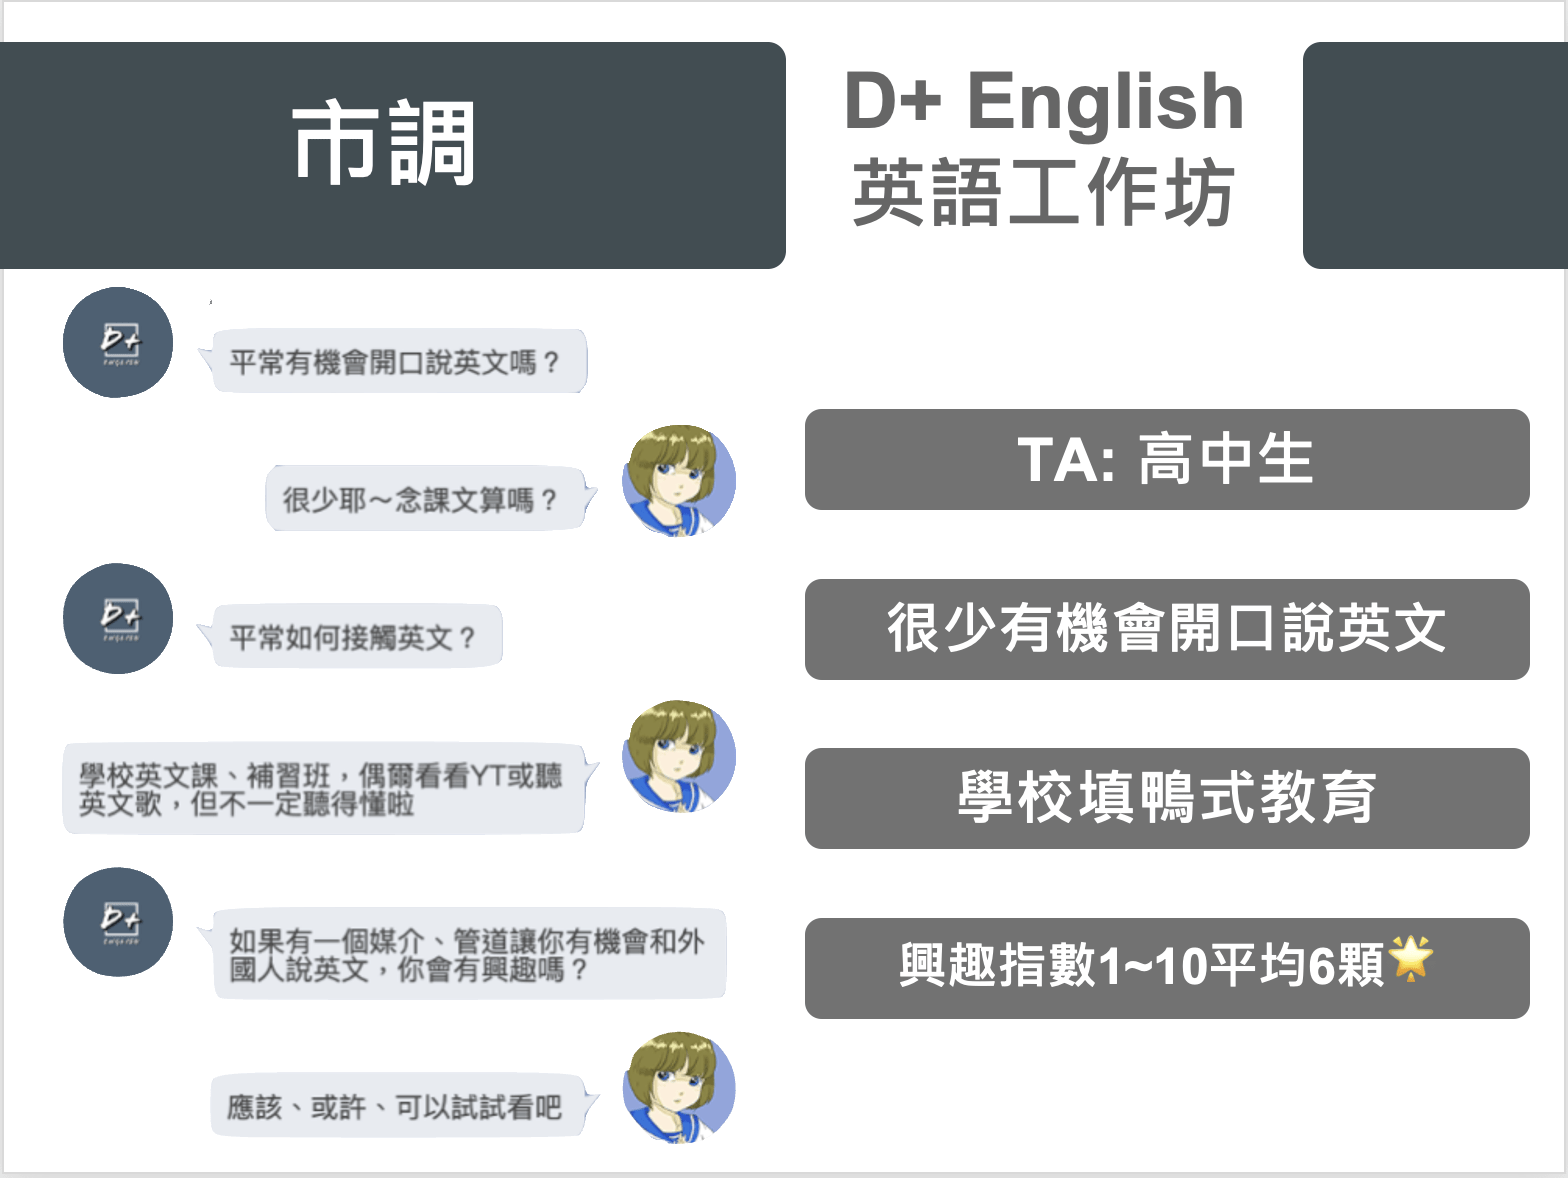 市調
D+ English
英語工作坊
D+
平常有機會開口說英文嗎？
很少耶～念課文算嗎？
D+
平常如何接觸英文？
學校英文課、補習班，偶爾看看YT或聽
英文歌，但不一定聽得懂啦
D+
如果有一個媒介、管道讓你有機會和外
國人說英文，你會有興趣嗎？
應該、或許、可以試試看吧
TA: 高中生
很少有機會開口說英文
學校填鴨式教育
興趣指數1~10平均6顆🌟